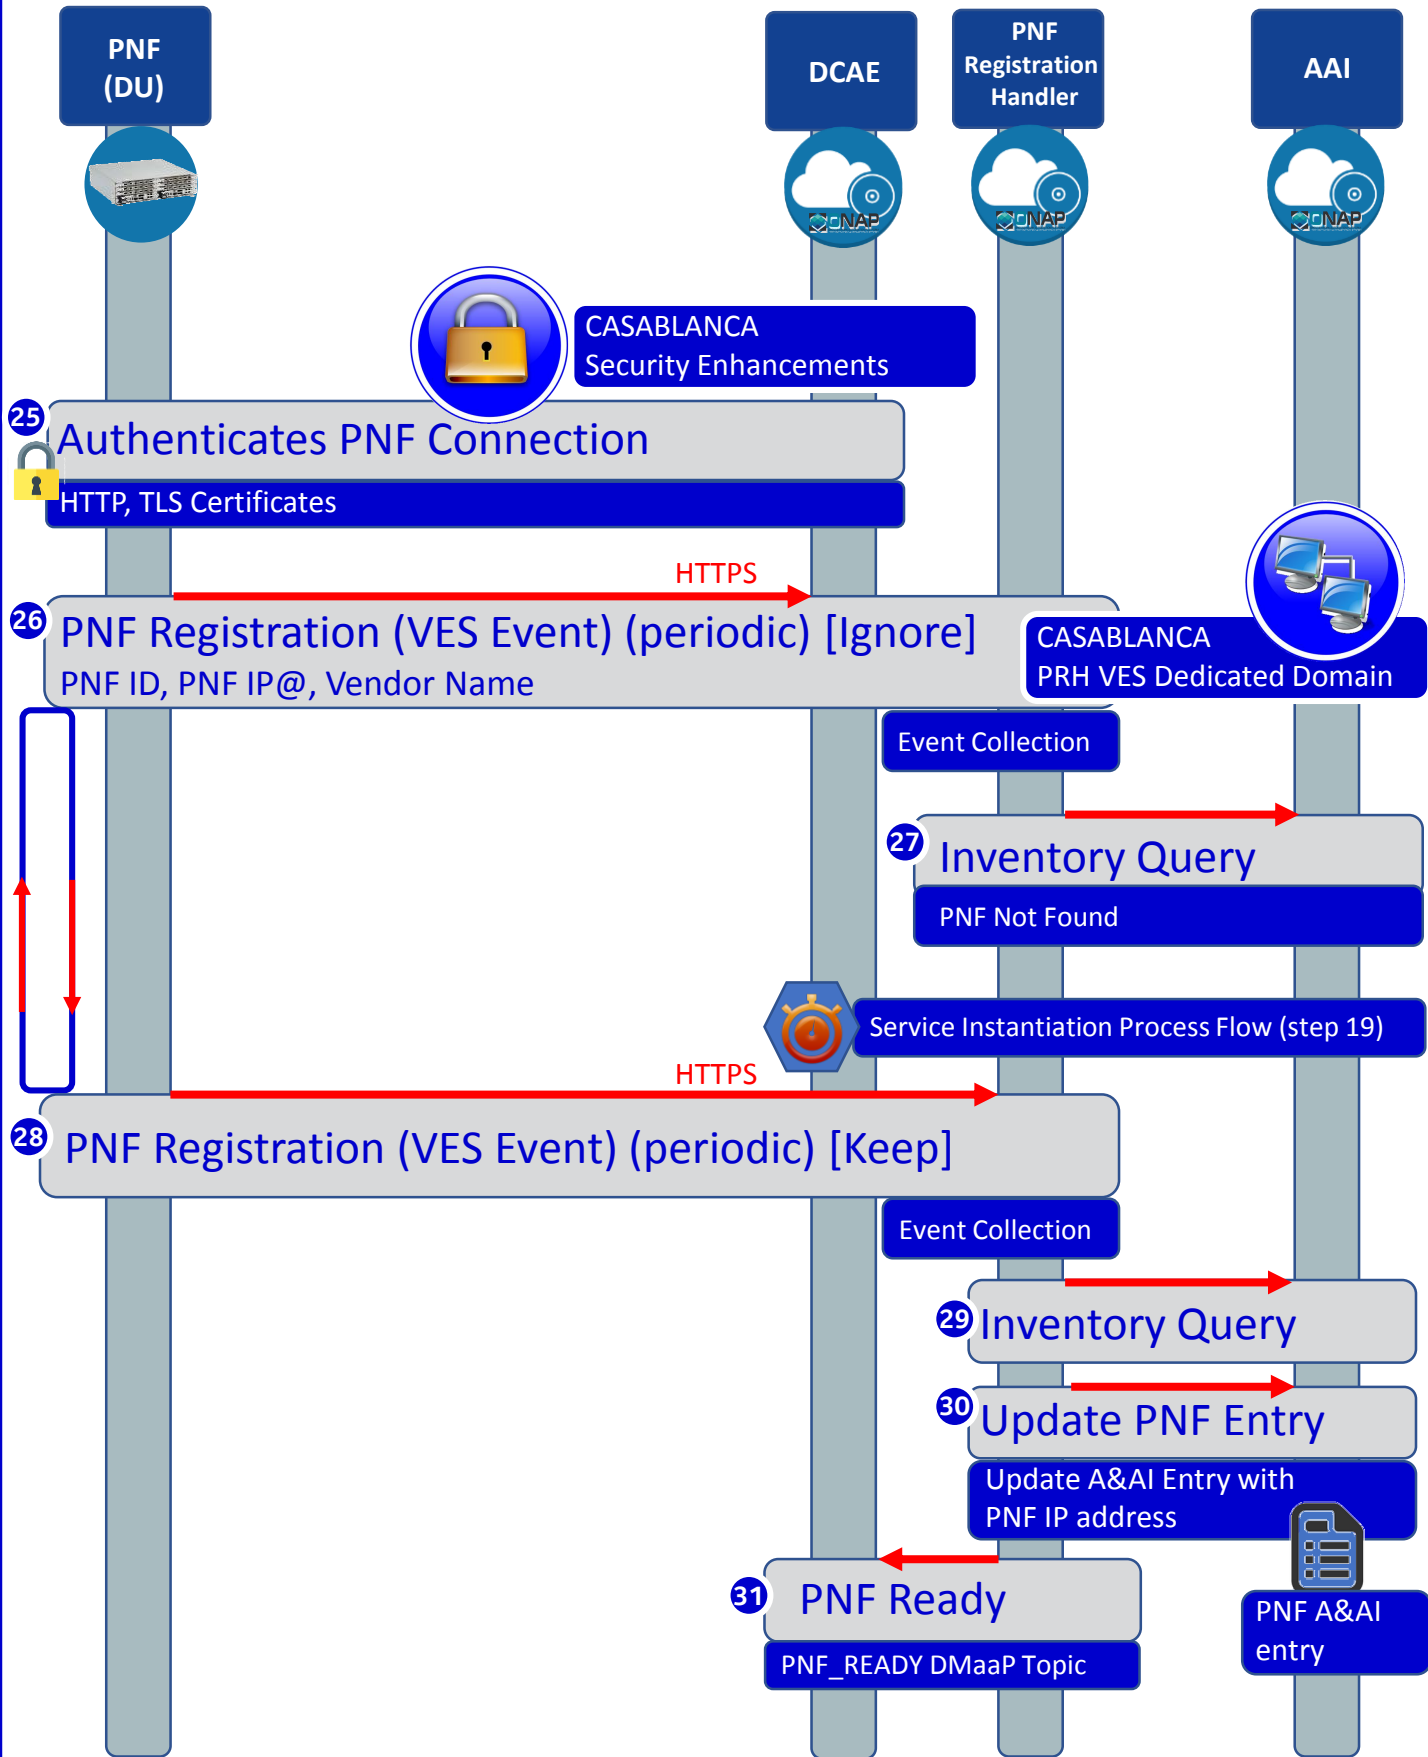 PNF
(DU)
DCAE
PNF
Registration
Handler
AAI
ONAP
ONAP
ONAP
CASABLANCA
Security Enhancements
25
Authenticates PNF Connection
HTTP, TLS Certificates
HTTPS
26
PNF Registration (VES Event) (periodic) [Ignore]
PNF ID, PNF IP@, Vendor Name
CASABLANCA
PRH VES Dedicated Domain
Event Collection
27
Inventory Query
PNF Not Found
Service Instantiation Process Flow (step 19)
HTTPS
28
PNF Registration (VES Event) (periodic) [Keep]
Event Collection
29
Inventory Query
30
Update PNF Entry
Update A&AI Entry with
PNF IP address
31
PNF Ready
PNF_READY DMaaP Topic
PNF A&AI
entry